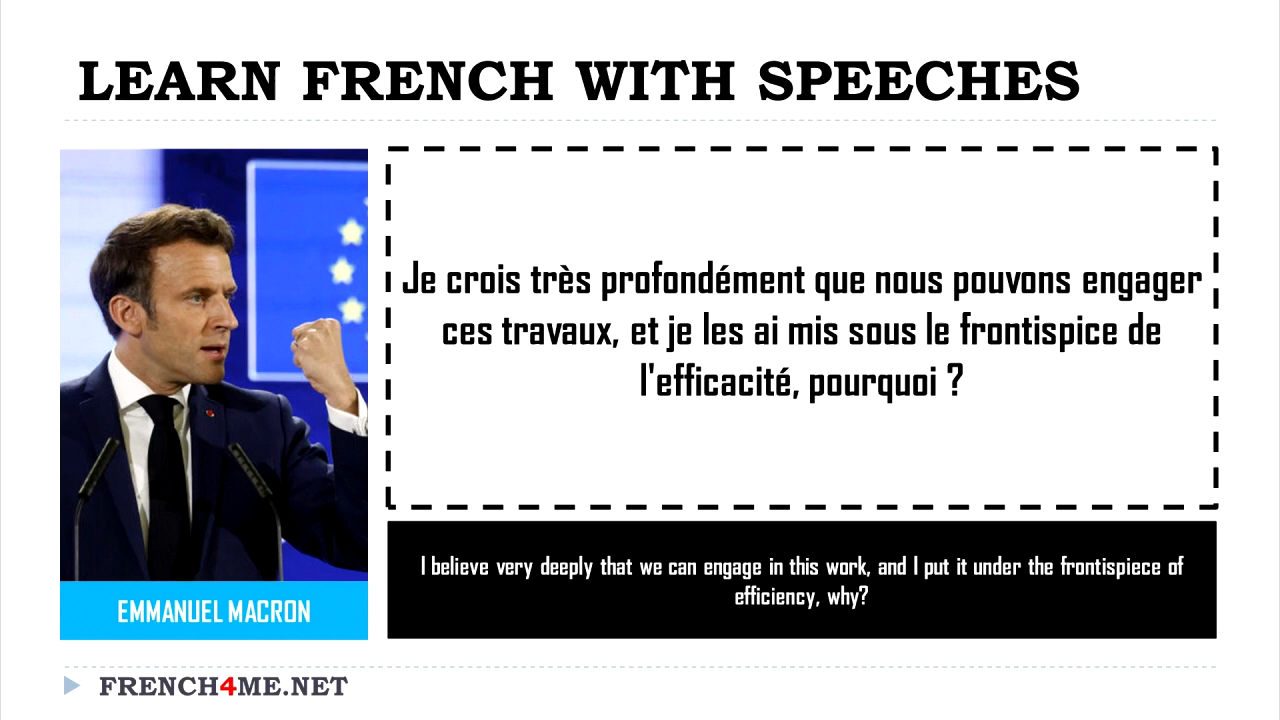 LEARN FRENCH WITH SPEECHES
Je crois très profondément que nous pouvons engager
ces travaux, et je les ai mis sous le frontispice de
l'efficacité, pourquoi ?
I believe very deeply that we can engage in this work, and I put it under the frontispiece of
efficiency, why?
EMMANUEL MACRON
FRENCH4ME.NET